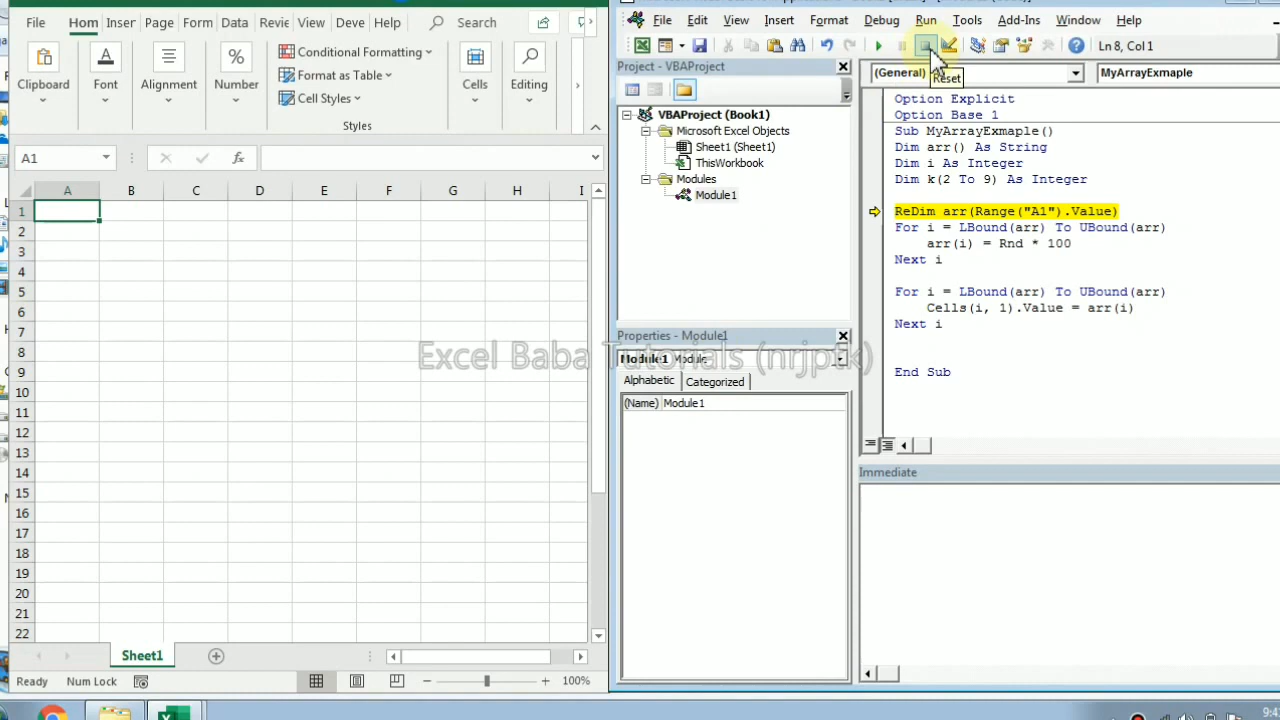 File Hom Insert Page Form Data Revie View Deve Help Search
Clipboard Font Alignment Number
Conditional Formatting
Format as Table
Cell Styles
Styles
Cells Editing
A1
A B C D E F G H I
1
2
3
4
5
6
7
8
9
10
11
12
13
14
15
16
17
18
19
20
21
22
Sheet1
Ready Num Lock 100%
File Edit View Insert Format Debug Run Tools Add-Ins Window Help
Ln 8, Col 1
Reset
Project - VBAProject
VBAProject (Book1)
Microsoft Excel Objects
Sheet1 (Sheet1)
ThisWorkbook
Modules
Module1
Properties - Module1
Module1 Module
Alphabetic Categorized
(Name) Module1
(General) MyArrayExmaple
Option Explicit
Option Base 1
Sub MyArrayExmaple()
Dim arr() As String
Dim i As Integer
Dim k(2 To 9) As Integer
ReDim arr(Range("A1").Value)
For i = LBound(arr) To UBound(arr)
arr(i) = Rnd * 100
Next i
For i = LBound(arr) To UBound(arr)
Cells(i, 1).Value = arr(i)
Next i
End Sub
Immediate
Excel Baba Tutorials (nrjptk)